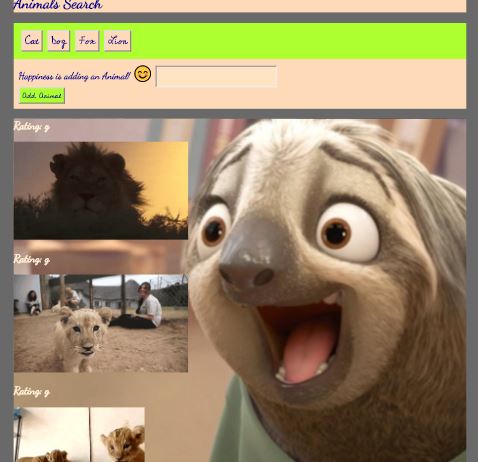 Animals Search
Cat Dog Fox Lion
Happiness is adding an Animal! 😊
Add Animal
Rating: g
Rating: g
Rating: g